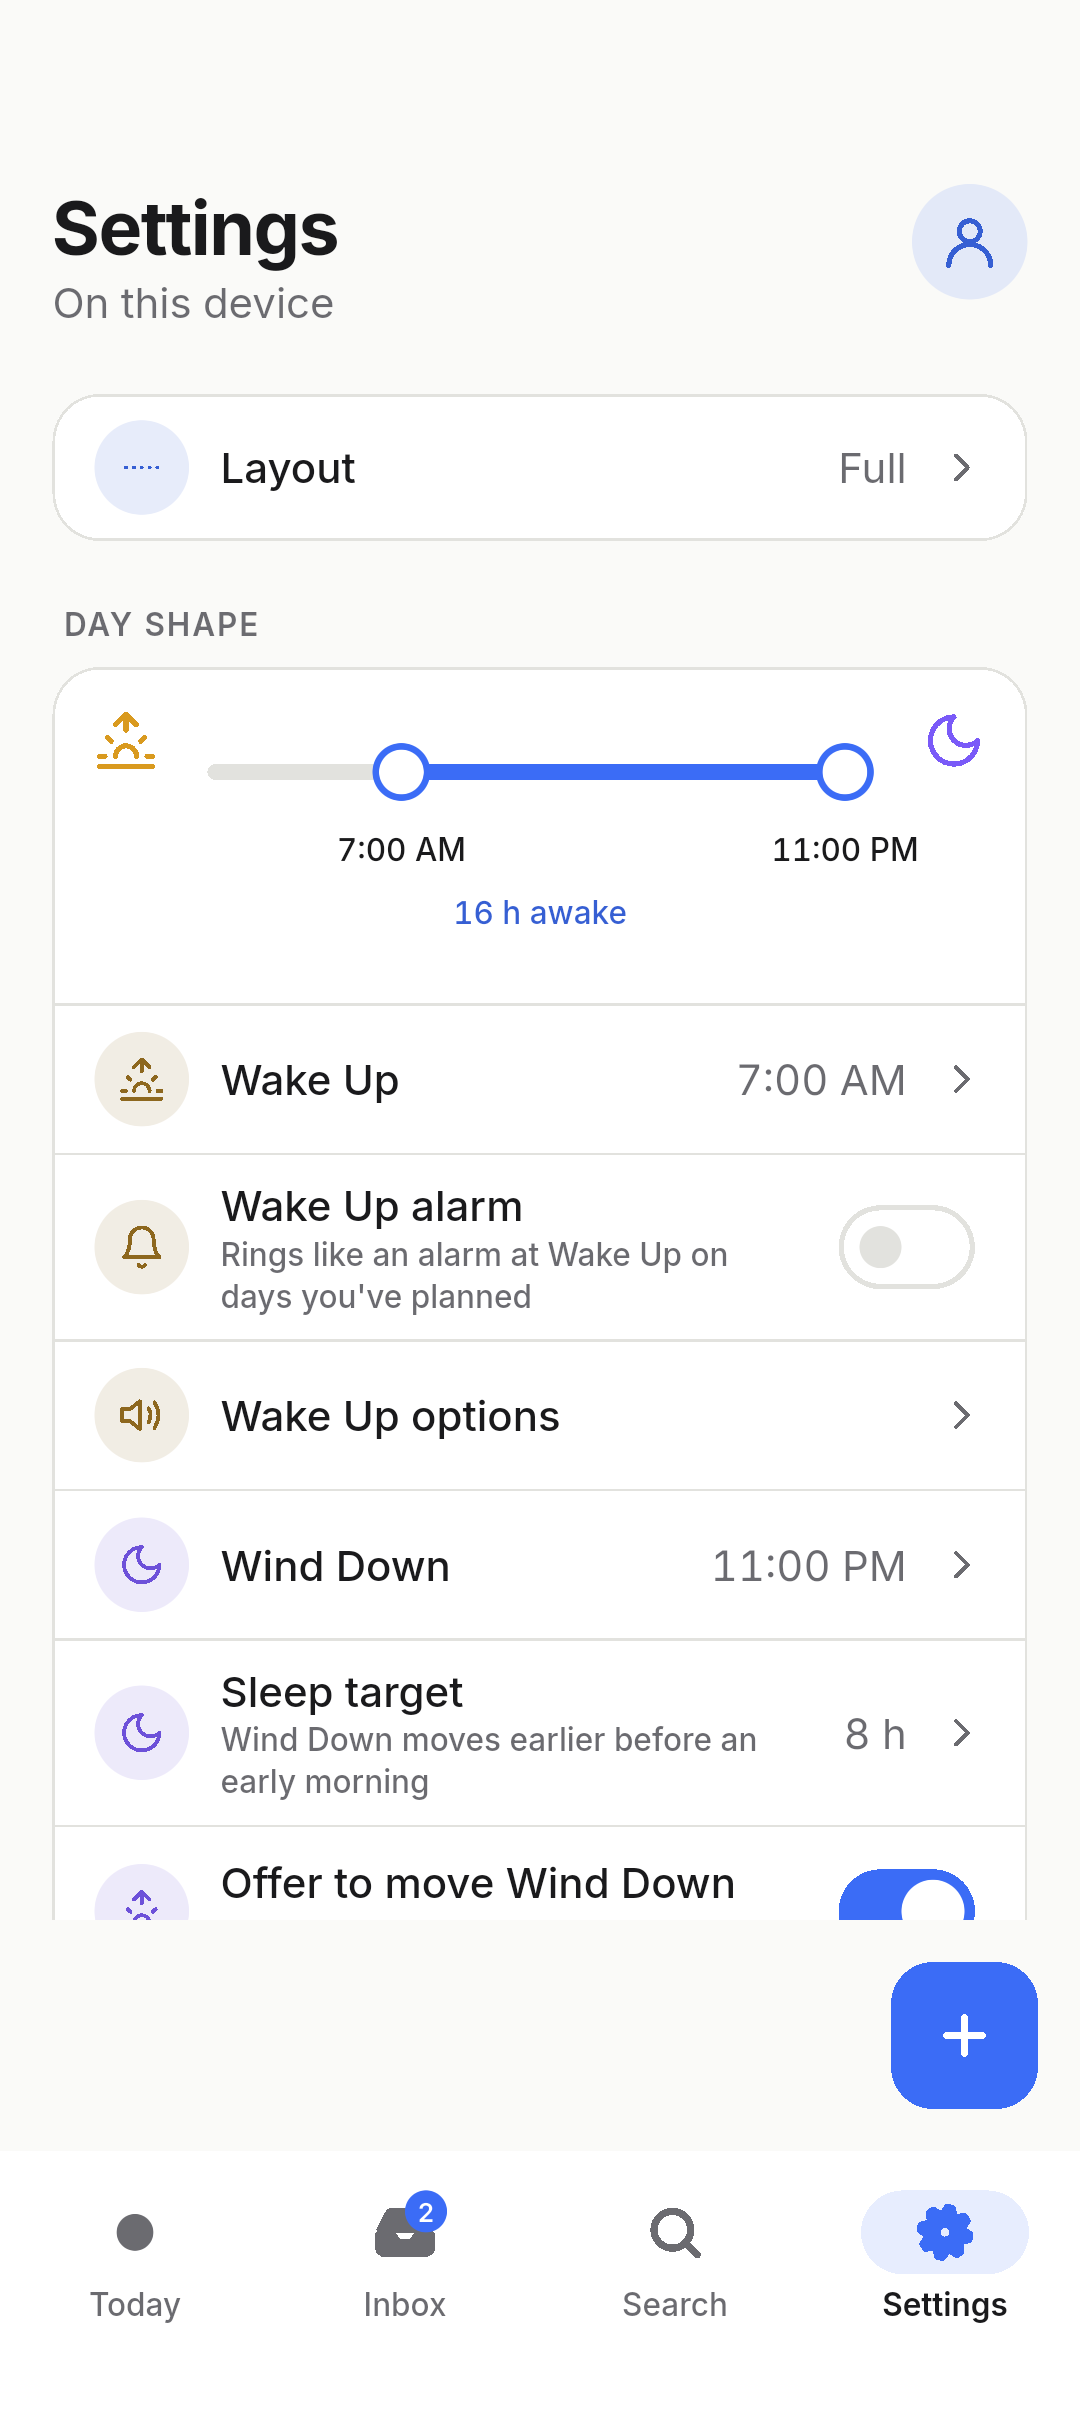 Settings
On this device
Layout
Full
DAY SHAPE
7:00 AM
11:00 PM
16 h awake
Wake Up
7:00 AM
Wake Up alarm
Rings like an alarm at Wake Up on
days you've planned
Wake Up options
Wind Down
11:00 PM
Sleep target
Wind Down moves earlier before an
early morning
8 h
Offer to move Wind Down
2
Today
Inbox
Search
Settings